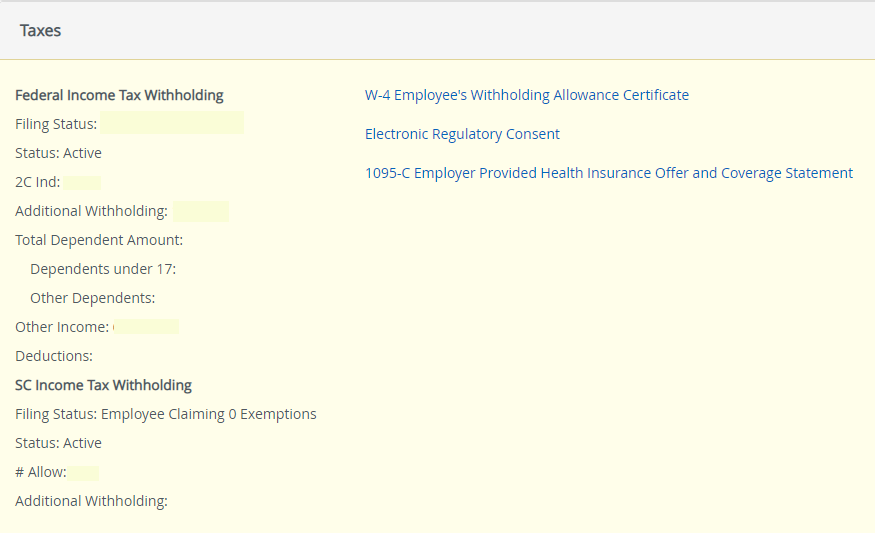 Taxes
Federal Income Tax Withholding
Filing Status:
Status: Active
2C Ind:
Additional Withholding:
Total Dependent Amount:
Dependents under 17:
Other Dependents:
Other Income:
Deductions:
SC Income Tax Withholding
Filing Status: Employee Claiming 0 Exemptions
Status: Active
# Allow:
Additional Withholding:
W-4 Employee's Withholding Allowance Certificate
Electronic Regulatory Consent
1095-C Employer Provided Health Insurance Offer and Coverage Statement